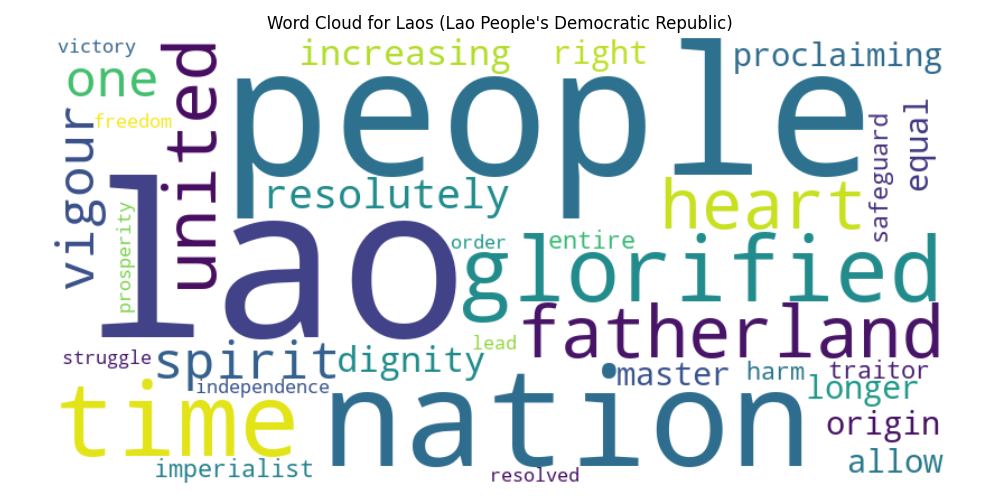 Word Cloud for Laos (Lao People's Democratic Republic)
victory
increasing
right
proclaiming
one
united
people
vigour
freedom
safeguard
equal
lao
resolutely
heart
prosperity
order
entire
glorified
fatherland
struggle
spirit
dignity
lead
independence
master
harm
traitor
longer
time
nation
origin
imperialist
resolved
allow